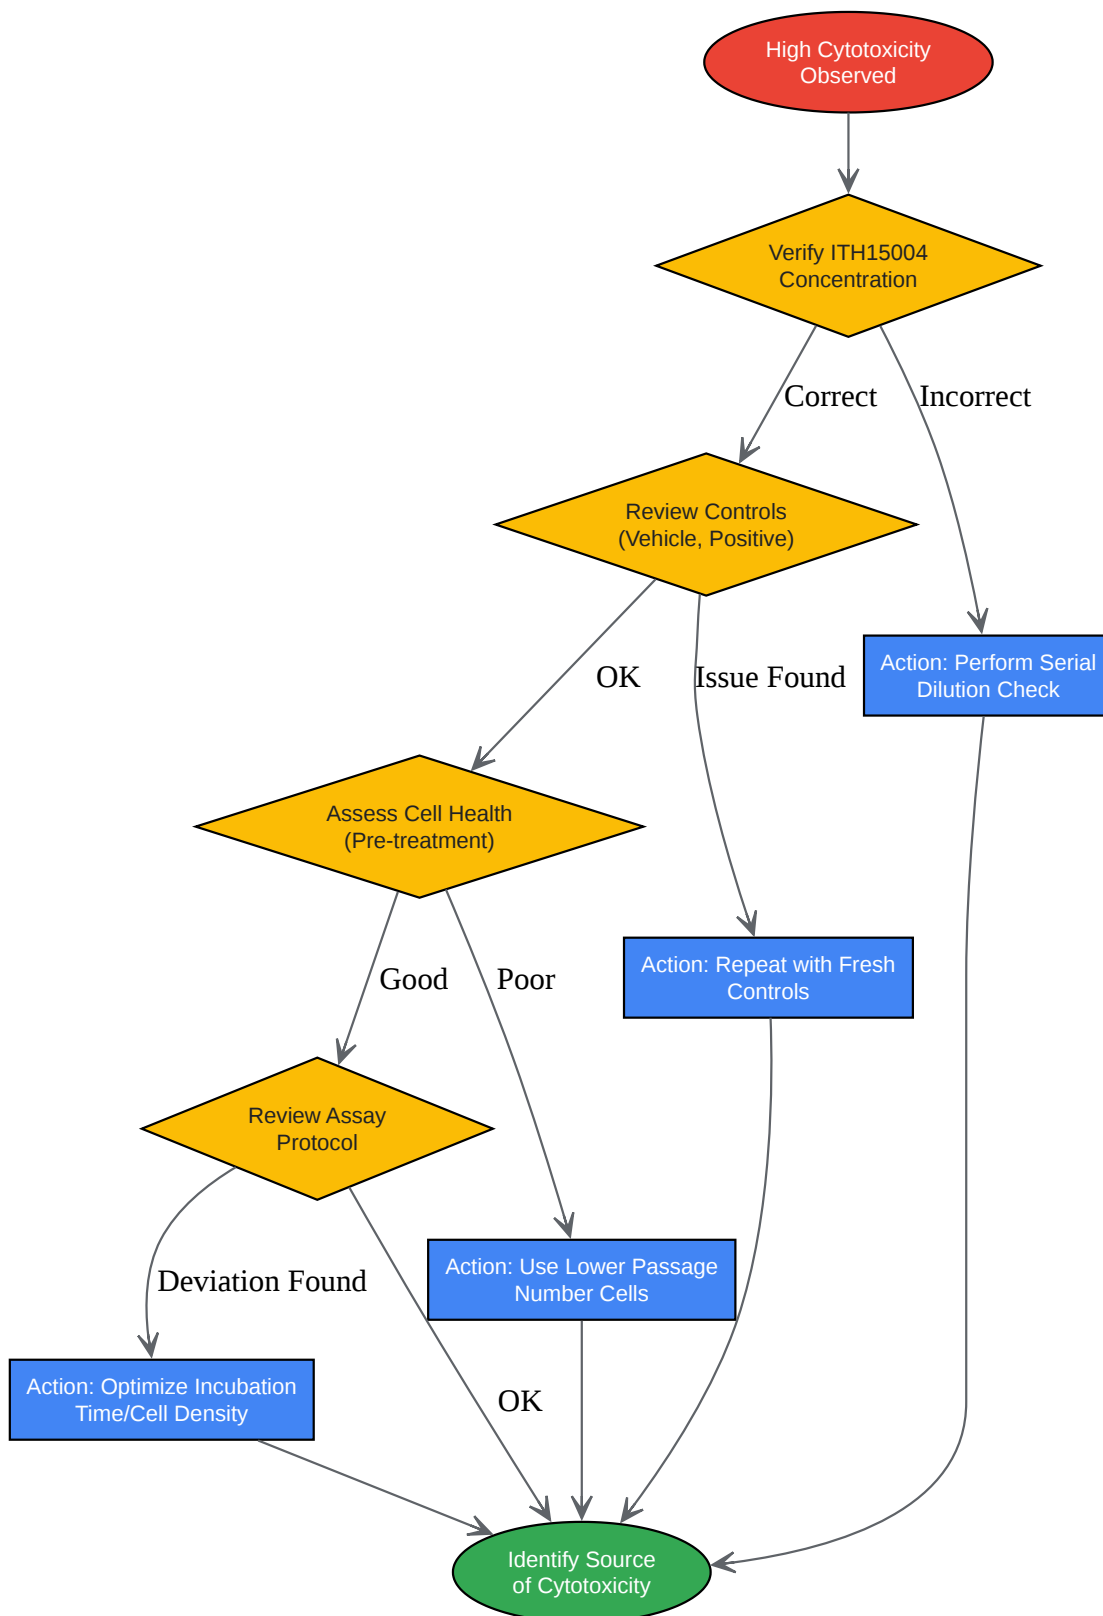 High Cytotoxicity
Observed
Verify ITH15004
Concentration
Correct
Incorrect
Review Controls
(Vehicle, Positive)
OK
Issue Found
Action: Perform Serial
Dilution Check
Assess Cell Health
(Pre-treatment)
Good
Poor
Action: Repeat with Fresh
Controls
Review Assay
Protocol
Deviation Found
Action: Use Lower Passage
Number Cells
Action: Optimize Incubation
Time/Cell Density
OK
Identify Source
of Cytotoxicity